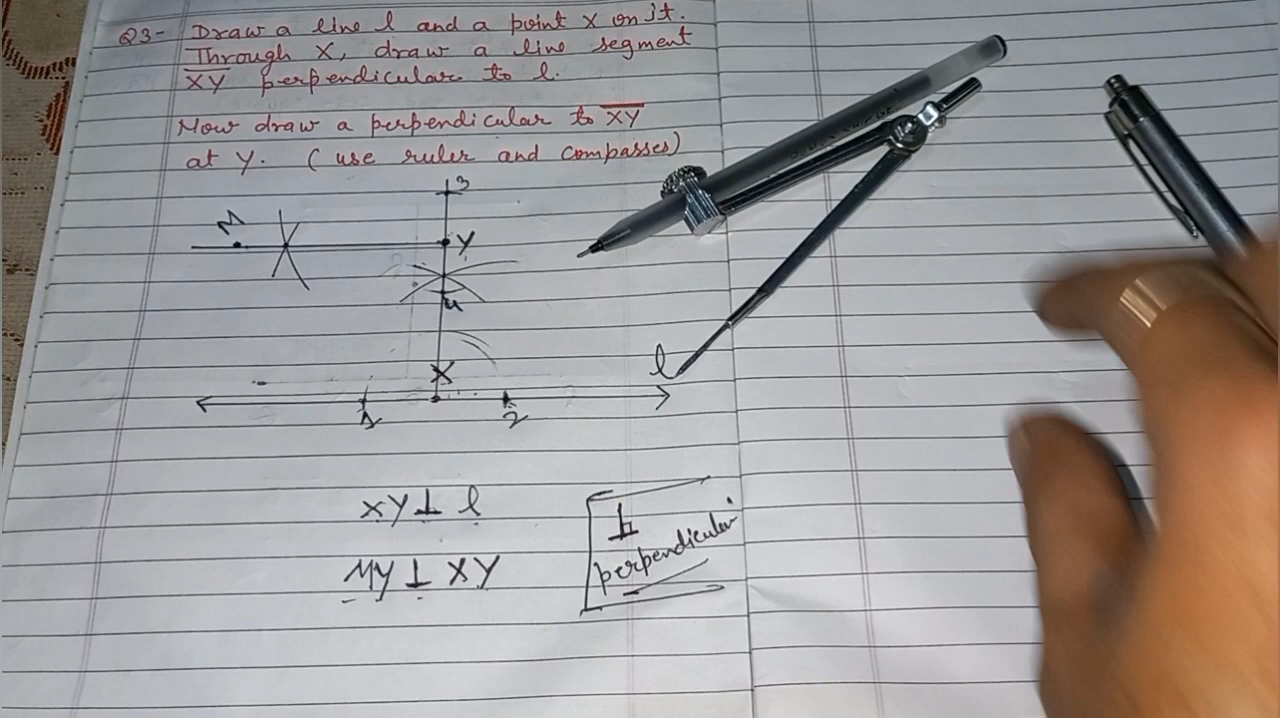 Q3- Draw a line l and a point X on it.
Through X, draw a line segment
XY perpendicular to l.
Now draw a perpendicular to XY
at Y. (use ruler and compasses)
3
M
Y
4
X
l
1
2
XY ⊥ l
MY ⊥ XY
⊥
perpendicular